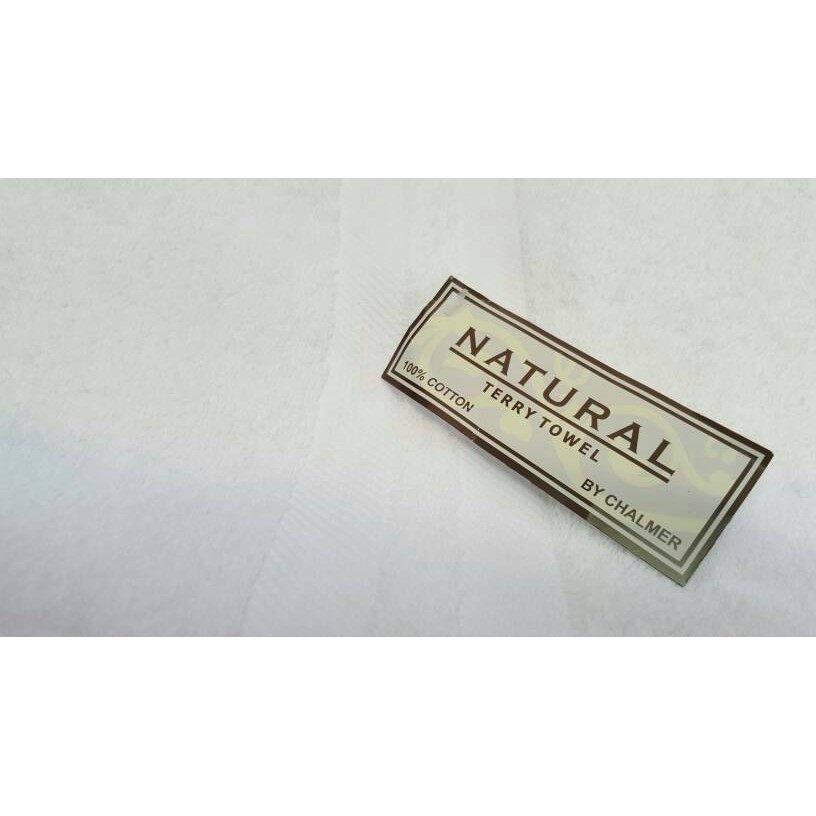 NATURAL
TERRY TOWEL
100% COTTON
BY CHALMER